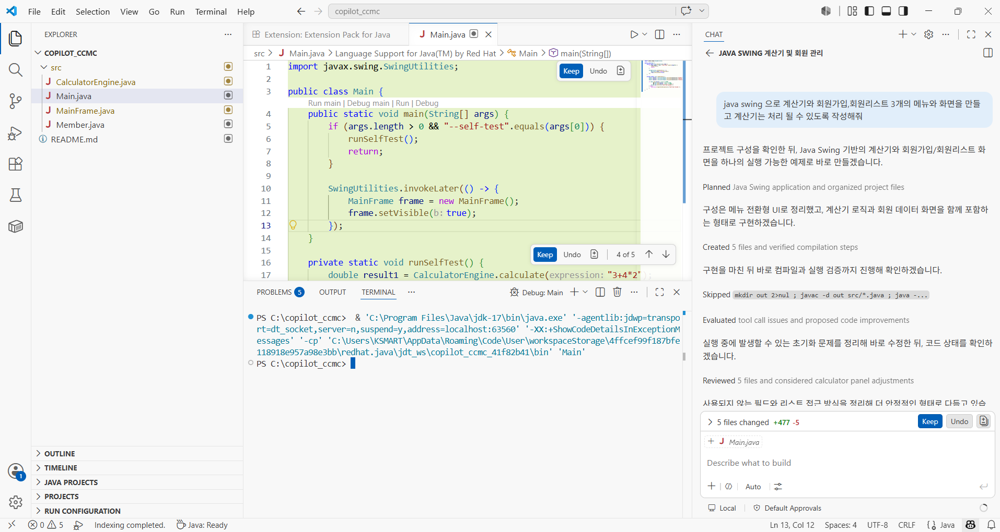 File Edit Selection View Go Run Terminal Help
copilot_ccmc
EXPLORER
COPILOT_CCMC
src
J CalculatorEngine.java
J Main.java
J MainFrame.java
J Member.java
README.md
OUTLINE
TIMELINE
JAVA PROJECTS
PROJECTS
RUN CONFIGURATION
1
Extension: Extension Pack for Java
J Main.java
src > J Main.java > Language Support for Java(TM) by Red Hat > Main > main(String[])
1 import javax.swing.SwingUtilities;
2
3 public class Main {
Run main | Debug main | Run | Debug
4 public static void main(String[] args) {
5 if (args.length > 0 && "--self-test".equals(args[0])) {
6 runSelfTest();
7 return;
8 }
9
10 SwingUtilities.invokeLater(() -> {
11 MainFrame frame = new MainFrame();
12 frame.setVisible(b: true);
13 });
14 }
15
16 private static void runSelfTest() {
17 double result1 = CalculatorEngine.calculate(expression: "3+4*2");
Keep Undo
Keep Undo 4 of 5
PROBLEMS 5 OUTPUT TERMINAL
Debug: Main
PS C:\copilot_ccmc>  & 'C:\Program Files\Java\jdk-17\bin\java.exe' '-agentlib:jdwp=transpo
rt=dt_socket,server=n,suspend=y,address=localhost:63560' '-XX:+ShowCodeDetailsInExceptionM
essages' '-cp' 'C:\Users\KSMART\AppData\Roaming\Code\User\workspaceStorage\4ffcef99f187bfe
118918e957a98e3bb\redhat.java\jdt_ws\copilot_ccmc_41f82b41\bin' 'Main'
PS C:\copilot_ccmc>
CHAT
JAVA SWING 계산기 및 회원 관리
java swing 으로 계산기와 회원가입,회원리스트 3개의 메뉴와 화면을 만들
고 계산기는 처리 될 수 있도록 작성해줘
프로젝트 구성을 확인한 뒤, Java Swing 기반의 계산기와 회원가입/회원리스트 화
면을 하나의 실행 가능한 예제로 바로 만들겠습니다.
Planned Java Swing application and organized project files
구성은 메뉴 전환형 UI로 정리했고, 계산기 로직과 회원 데이터 화면을 함께 포함하
는 형태로 구현하겠습니다.
Created 5 files and verified compilation steps
구현을 마친 뒤 바로 컴파일과 실행 검증까지 진행해 확인하겠습니다.
Skipped mkdir out 2>nul ; javac -d out src/*.java ; java -...
Evaluated tool call issues and proposed code improvements
실행 중에 발생할 수 있는 초기화 문제를 정리해 바로 수정한 뒤, 코드 상태를 확인하
겠습니다.
Reviewed 5 files and considered calculator panel adjustments
사용되지 않는 필드와 리스트 접근 방식을 정리해 더 안정적인 형태로 다듬고 있습
5 files changed +477 -5
Keep Undo
J Main.java
Describe what to build
Auto
Local Default Approvals
0 5 Indexing completed. Java: Ready
Ln 13, Col 12 Spaces: 4 UTF-8 CRLF Java